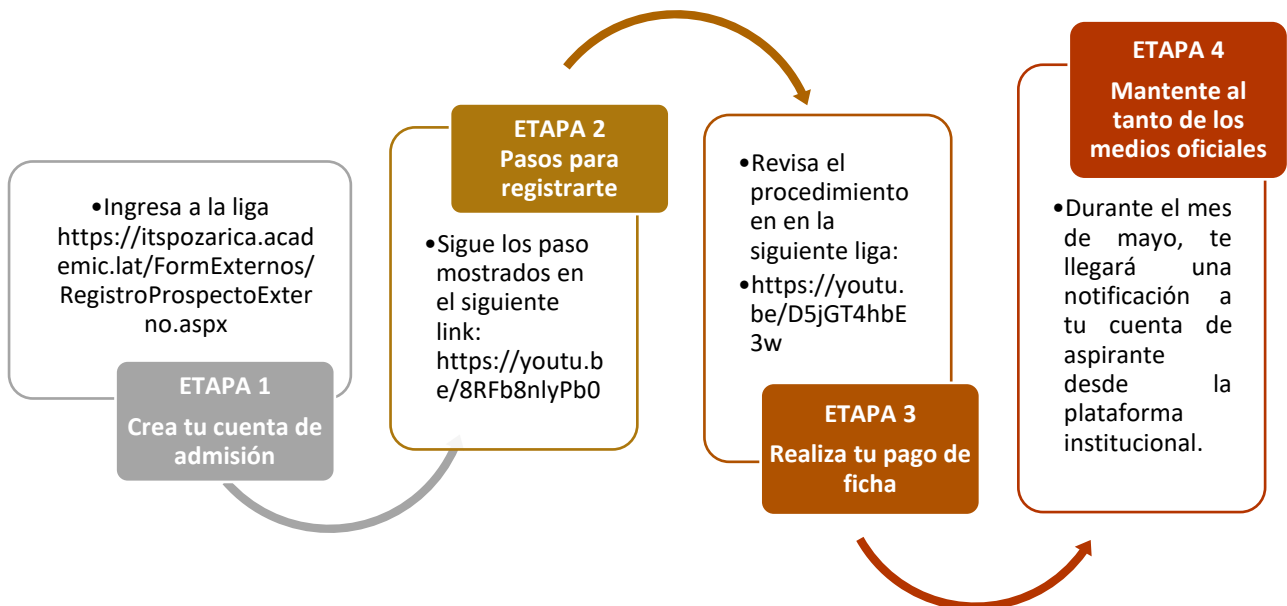 •Ingresa a la liga
https://itspozarica.acad
emic.lat/FormExternos/
RegistroProspectoExter
no.aspx
ETAPA 1
Crea tu cuenta de
admisión
ETAPA 2
Pasos para
registrarte
•Sigue los paso
mostrados en
el siguiente
link:
https://youtu.b
e/8RFb8nlyPb0
•Revisa el
procedimiento
en en la
siguiente liga:
•https://youtu.
be/D5jGT4hbE
3w
ETAPA 3
Realiza tu pago de
ficha
ETAPA 4
Mantente al
tanto de los
medios oficiales
•Durante el mes
de mayo, te
llegará una
notificación a
tu cuenta de
aspirante
desde la
plataforma
institucional.